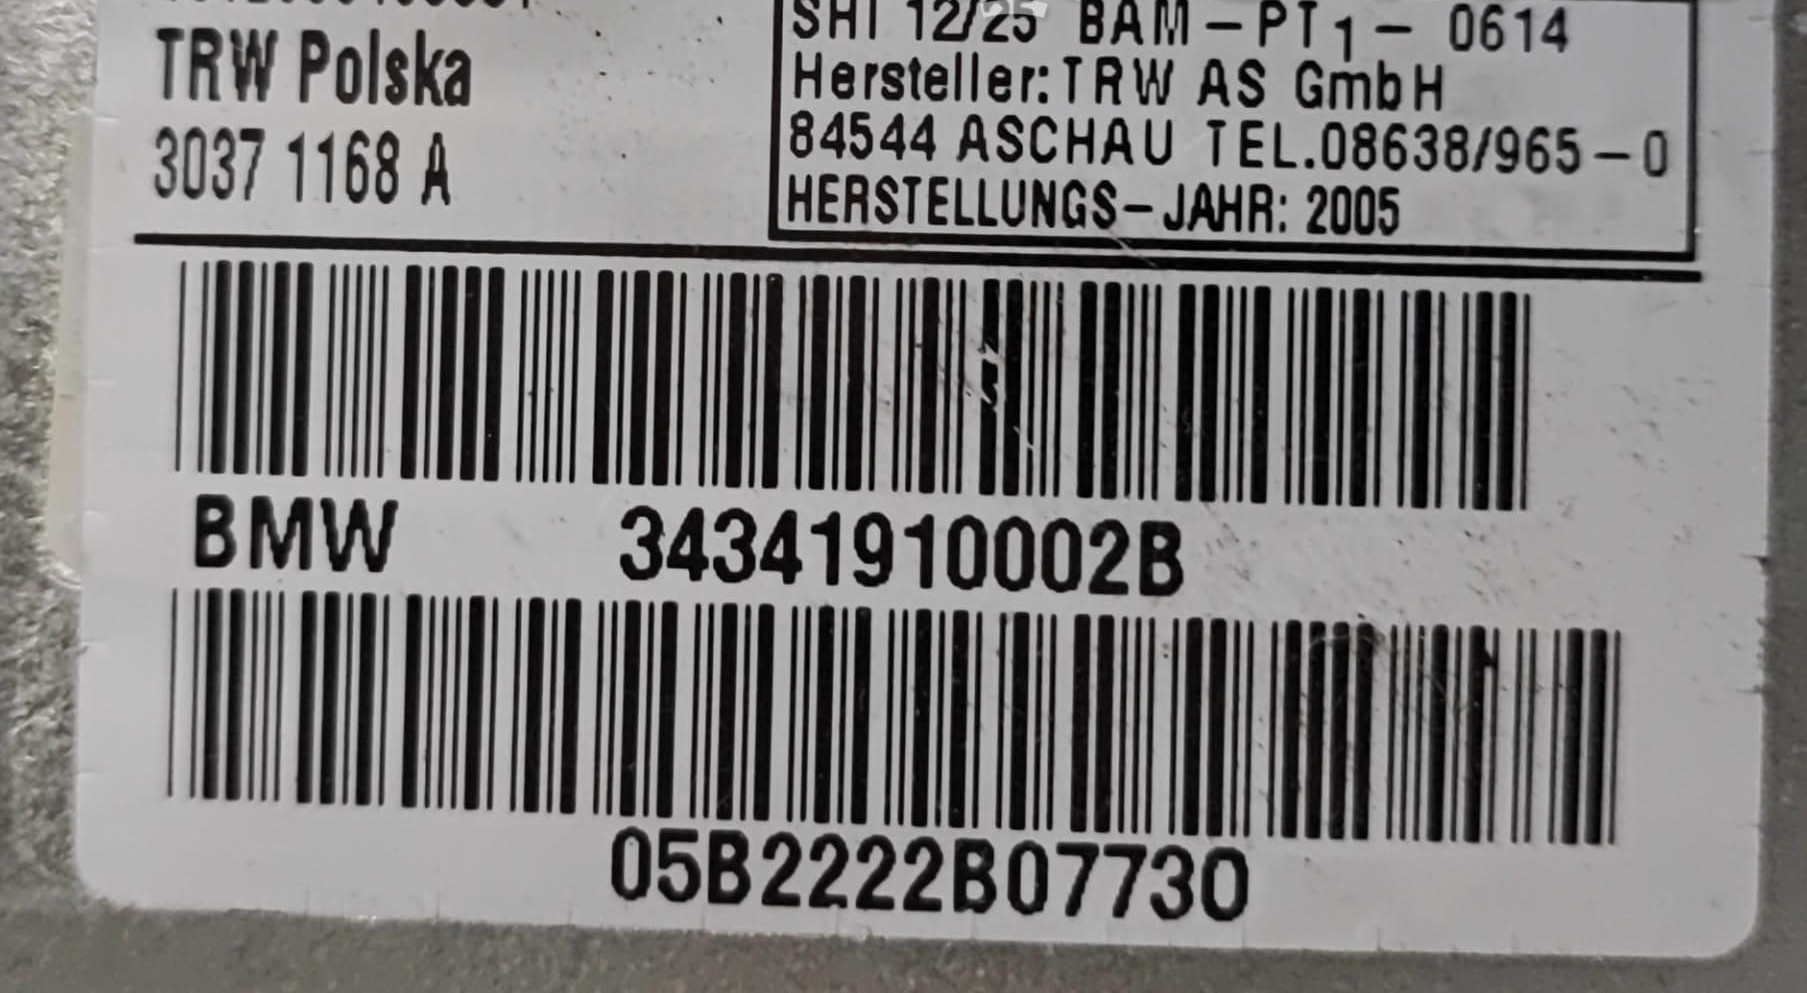 TRW Polska
3037 1168 A
SHI 12/25 BAM-PT1- 0614
Hersteller:TRW AS GmbH
84544 ASCHAU TEL.08638/965-0
HERSTELLUNGS-JAHR: 2005
BMW 34341910002B
05B2222B07730